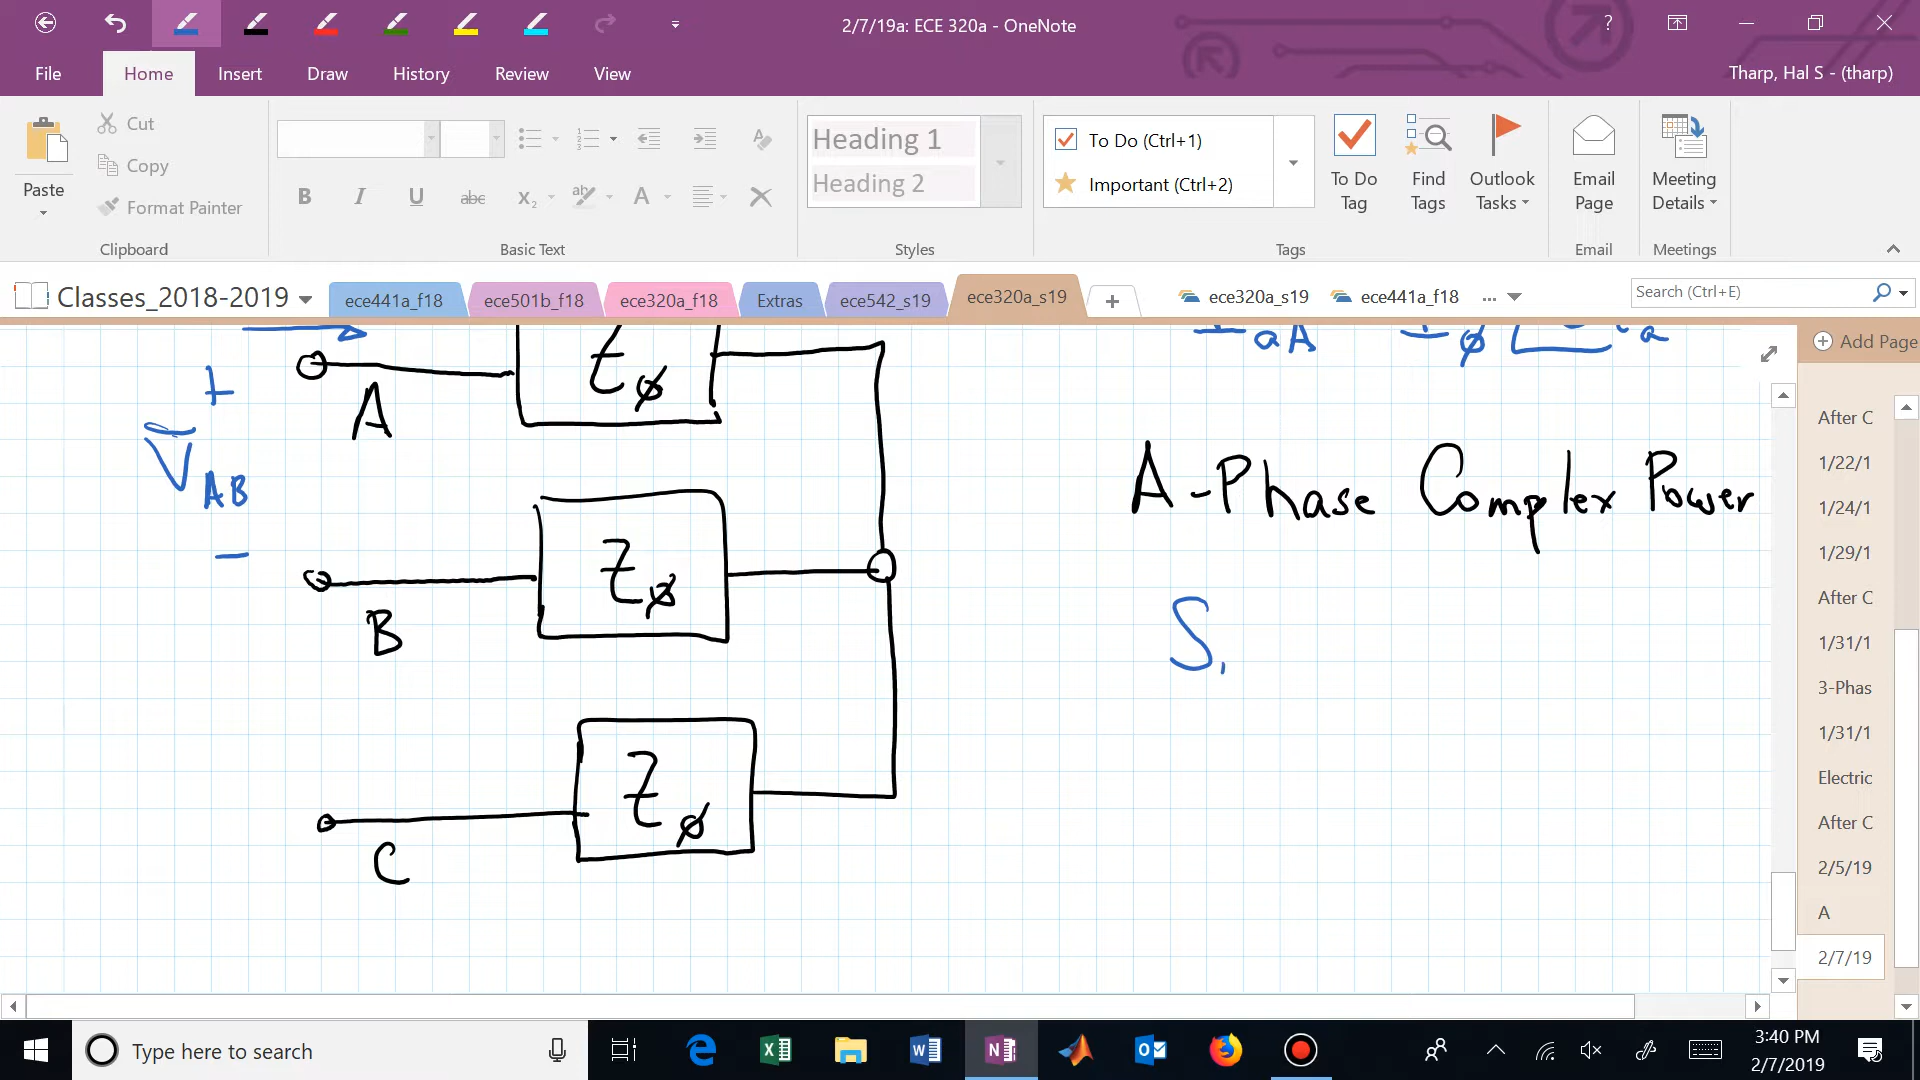 2/7/19a: ECE 320a - OneNote
?
Tharp, Hal S - (tharp)
File Home Insert Draw History Review View
Paste
Cut
Copy
Format Painter
Clipboard
B I U abc X₂ A
Basic Text
Heading 1
Heading 2
Styles
To Do (Ctrl+1)
Important (Ctrl+2)
To Do Tag
Find Tags
Outlook Tasks
Tags
Email Page
Email
Meeting Details
Meetings
Classes_2018-2019
ece441a_f18 ece501b_f18 ece320a_f18 Extras ece542_s19 ece320a_s19 +
ece320a_s19 ece441a_f18 ...
Search (Ctrl+E)
Add Page
After C
1/22/1
1/24/1
1/29/1
After C
1/31/1
3-Phas
1/31/1
Electric
After C
2/5/19
A
2/7/19
Z∅
A
+
V̄AB
−
Z∅
B
Z∅
C
aA ∅ a
A-Phase Complex Power
S
Type here to search
3:40 PM
2/7/2019